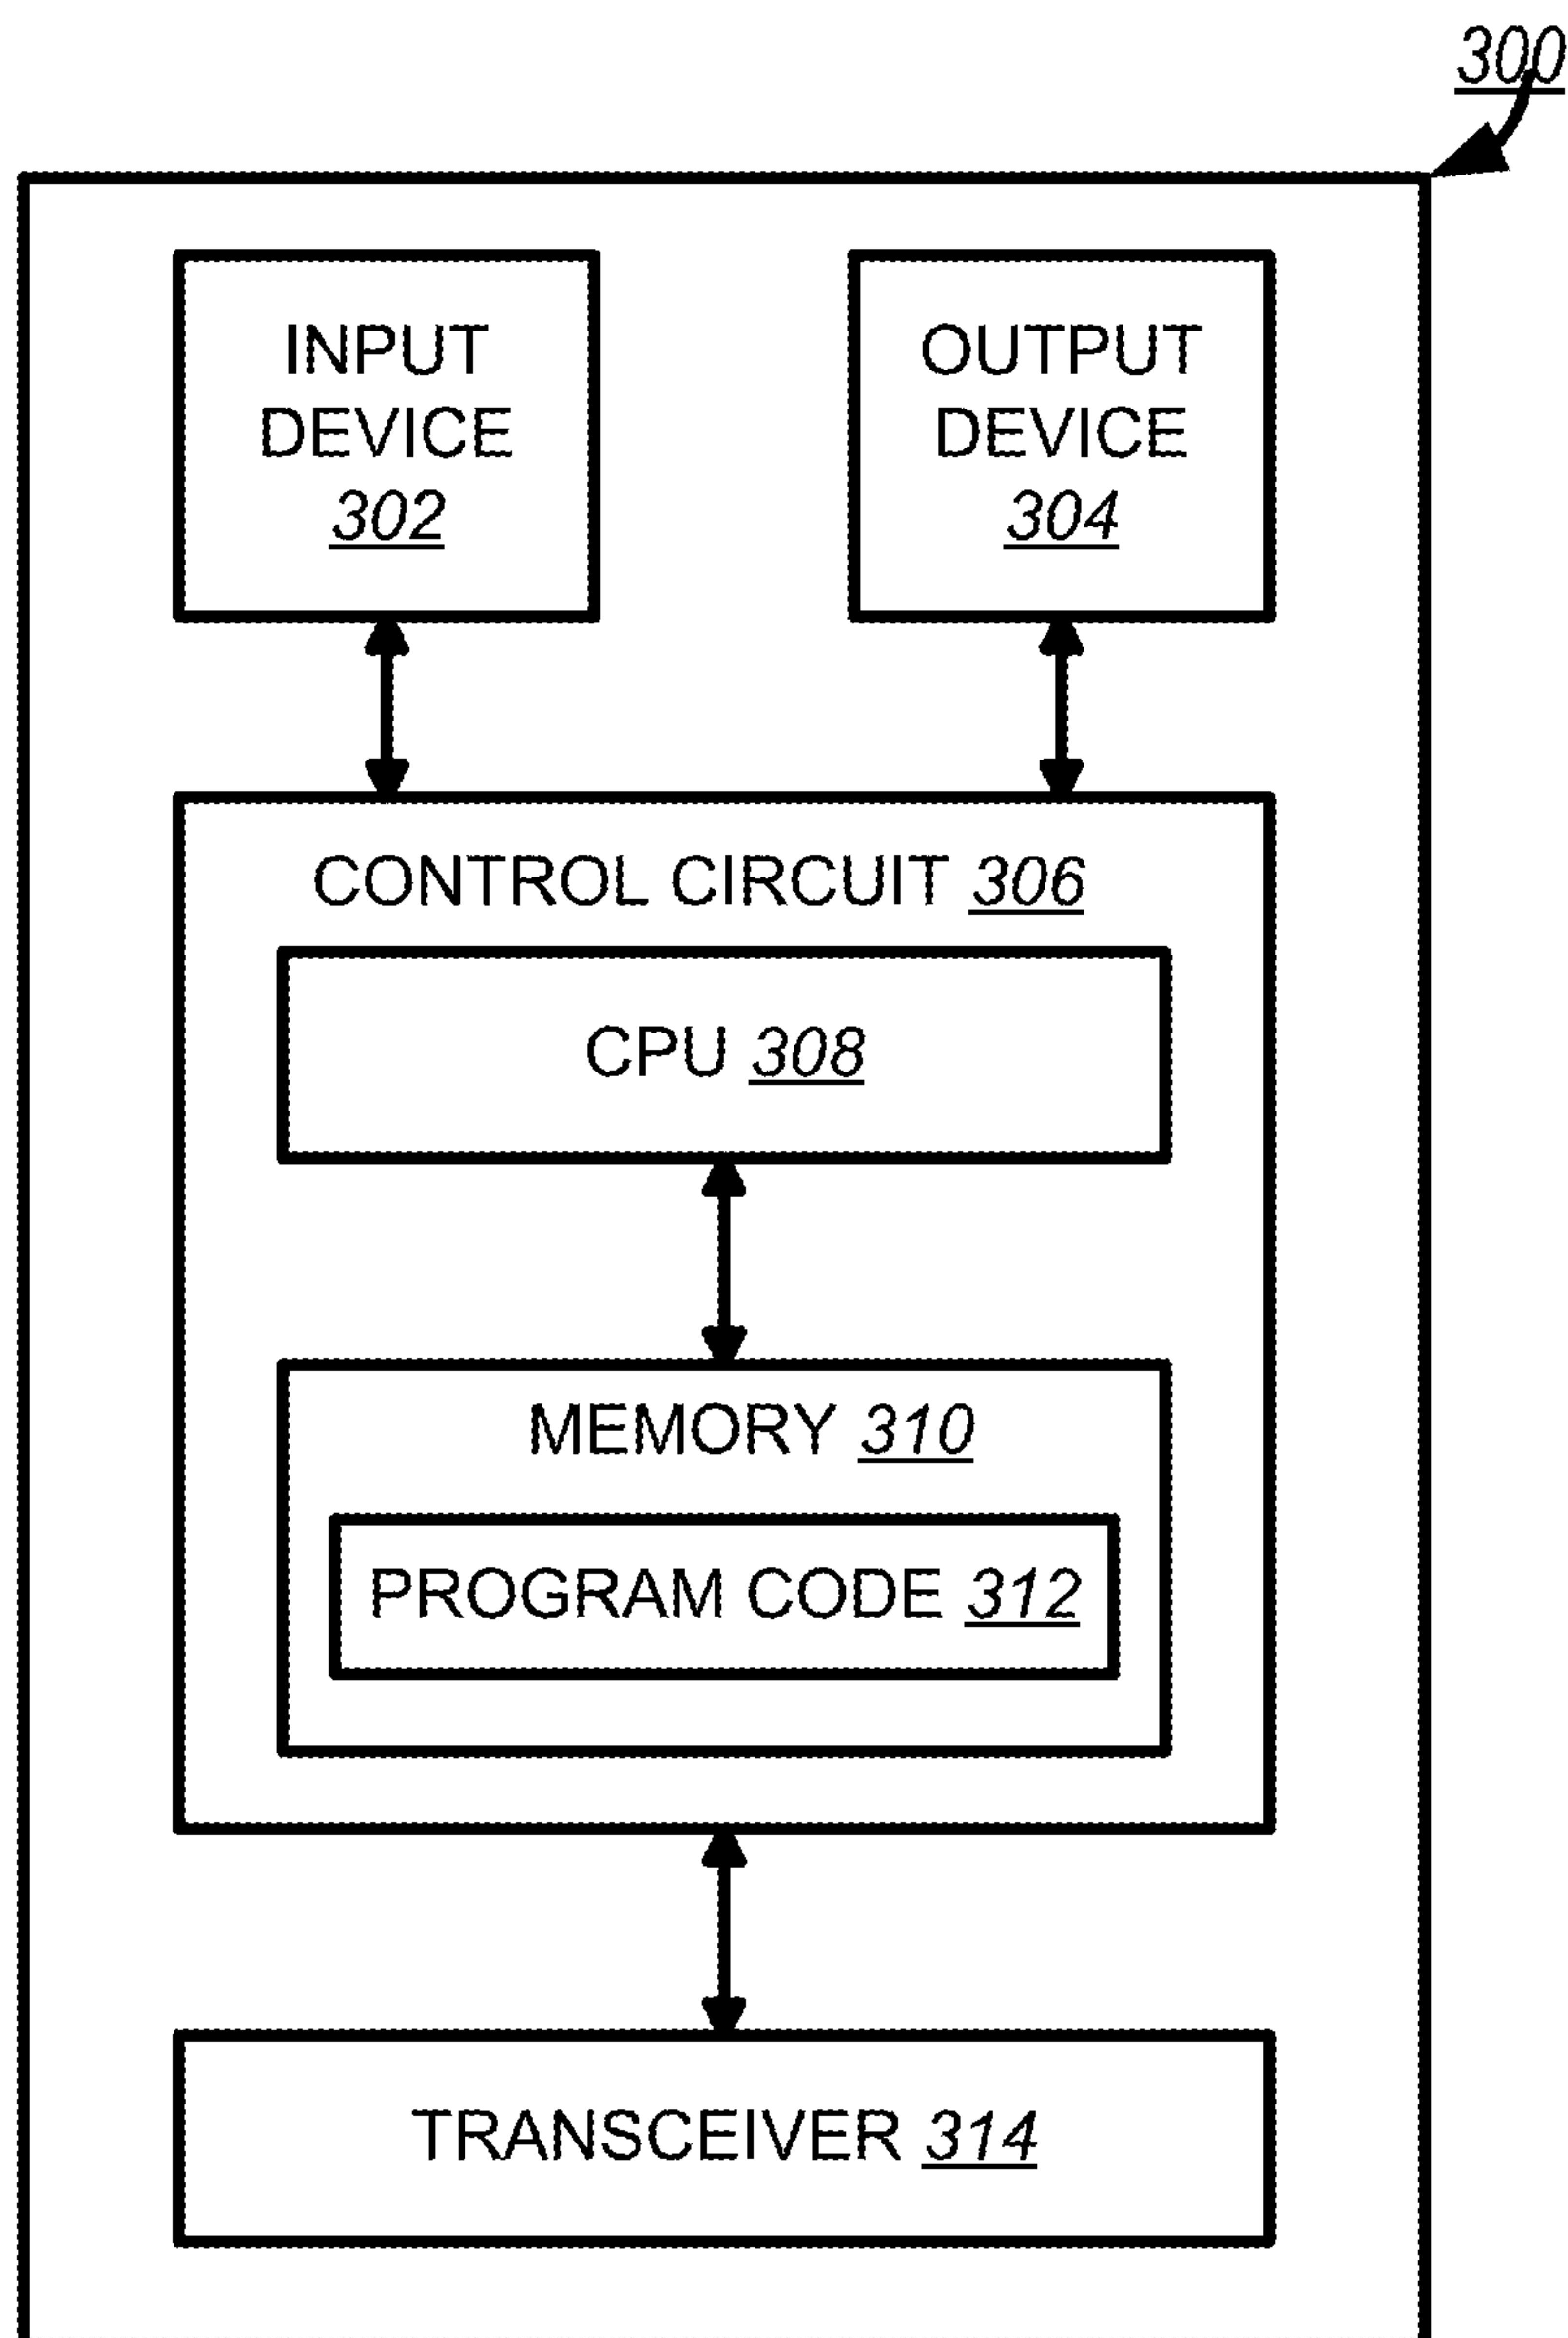 300
INPUT
DEVICE
302
OUTPUT
DEVICE
304
CONTROL CIRCUIT 306
CPU 308
MEMORY 310
PROGRAM CODE 312
TRANSCEIVER 314